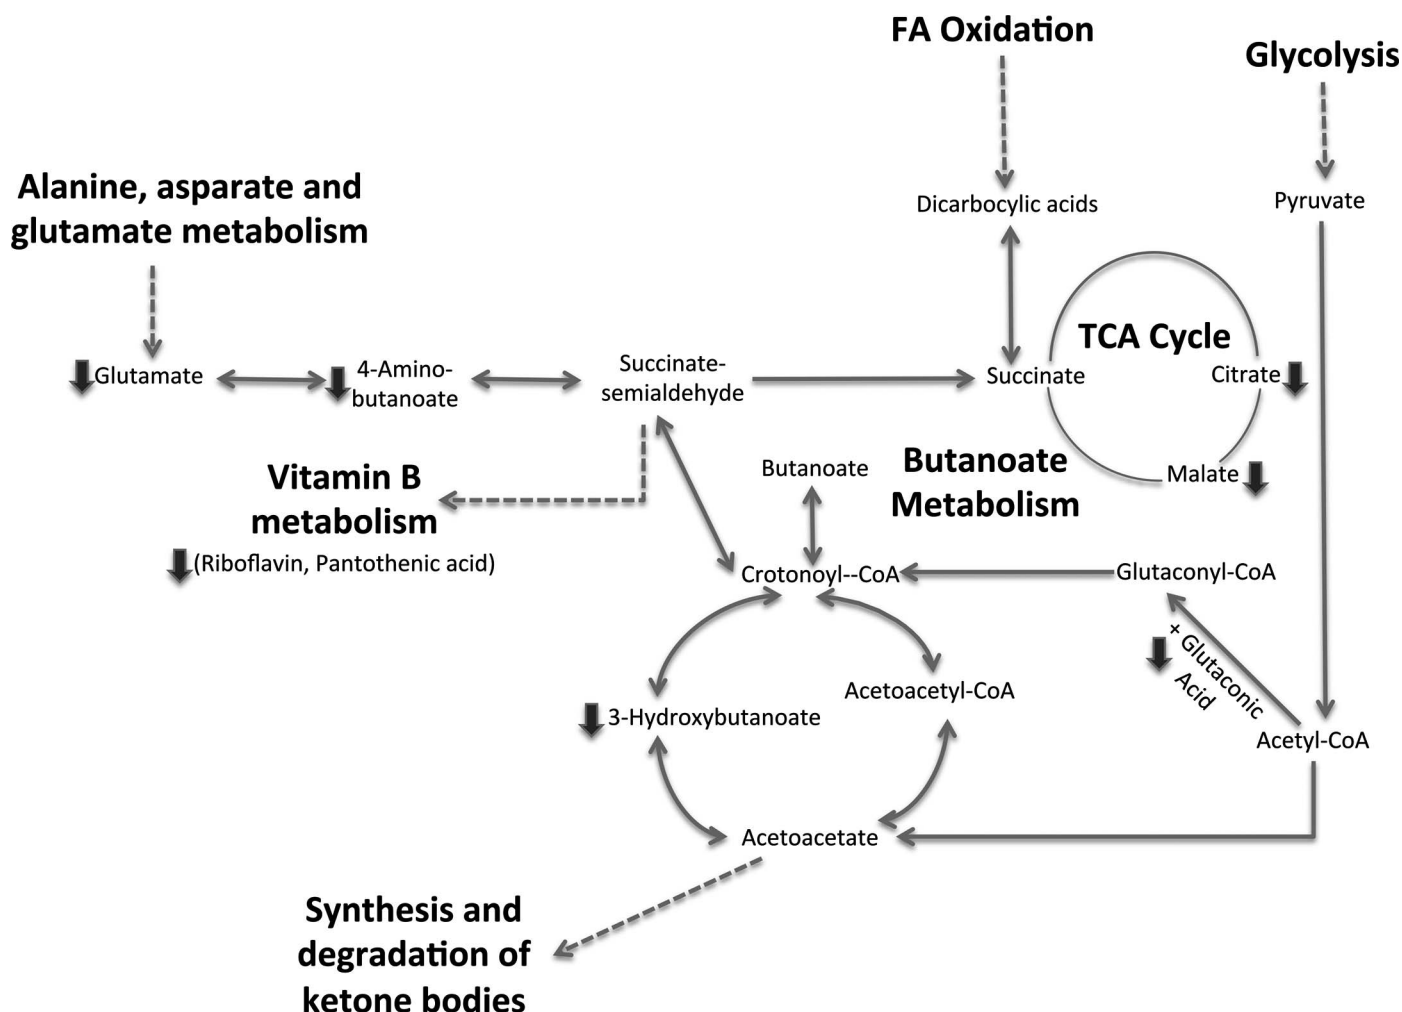 FA Oxidation
Glycolysis
Alanine, asparate and
glutamate metabolism
Dicarbocylic acids
Pyruvate
TCA Cycle
Glutamate
4-Amino-
butanoate
Succinate-
semialdehyde
Succinate
Citrate
Malate
Butanoate
Butanoate
Metabolism
Vitamin B
metabolism
(Riboflavin, Pantothenic acid)
Crotonoyl--CoA
Glutaconyl-CoA
+ Glutaconic
Acid
Acetoacetyl-CoA
3-Hydroxybutanoate
Acetyl-CoA
Acetoacetate
Synthesis and
degradation of
ketone bodies